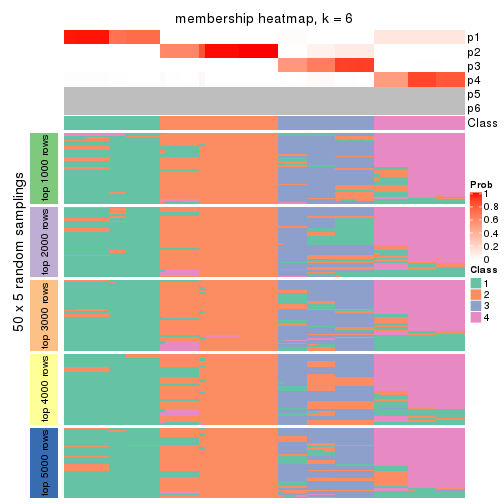 membership heatmap, k = 6
p1
p2
p3
p4
p5
p6
Class
50 x 5 random samplings
top 1000 rows
top 2000 rows
top 3000 rows
top 4000 rows
top 5000 rows
Prob
1
0.8
0.6
0.4
0.2
0
Class
1
2
3
4